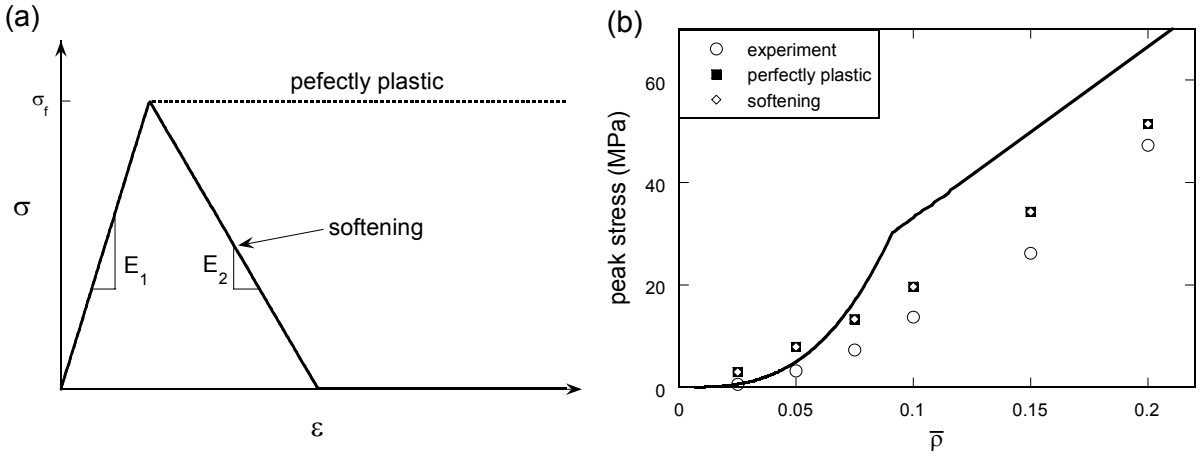 (a)
pefectly plastic
σf
σ
softening
E1
E2
ε
(b)
experiment
perfectly plastic
softening
60
40
20
0
peak stress (MPa)
0 0.05 0.1 0.15 0.2
ρ̅